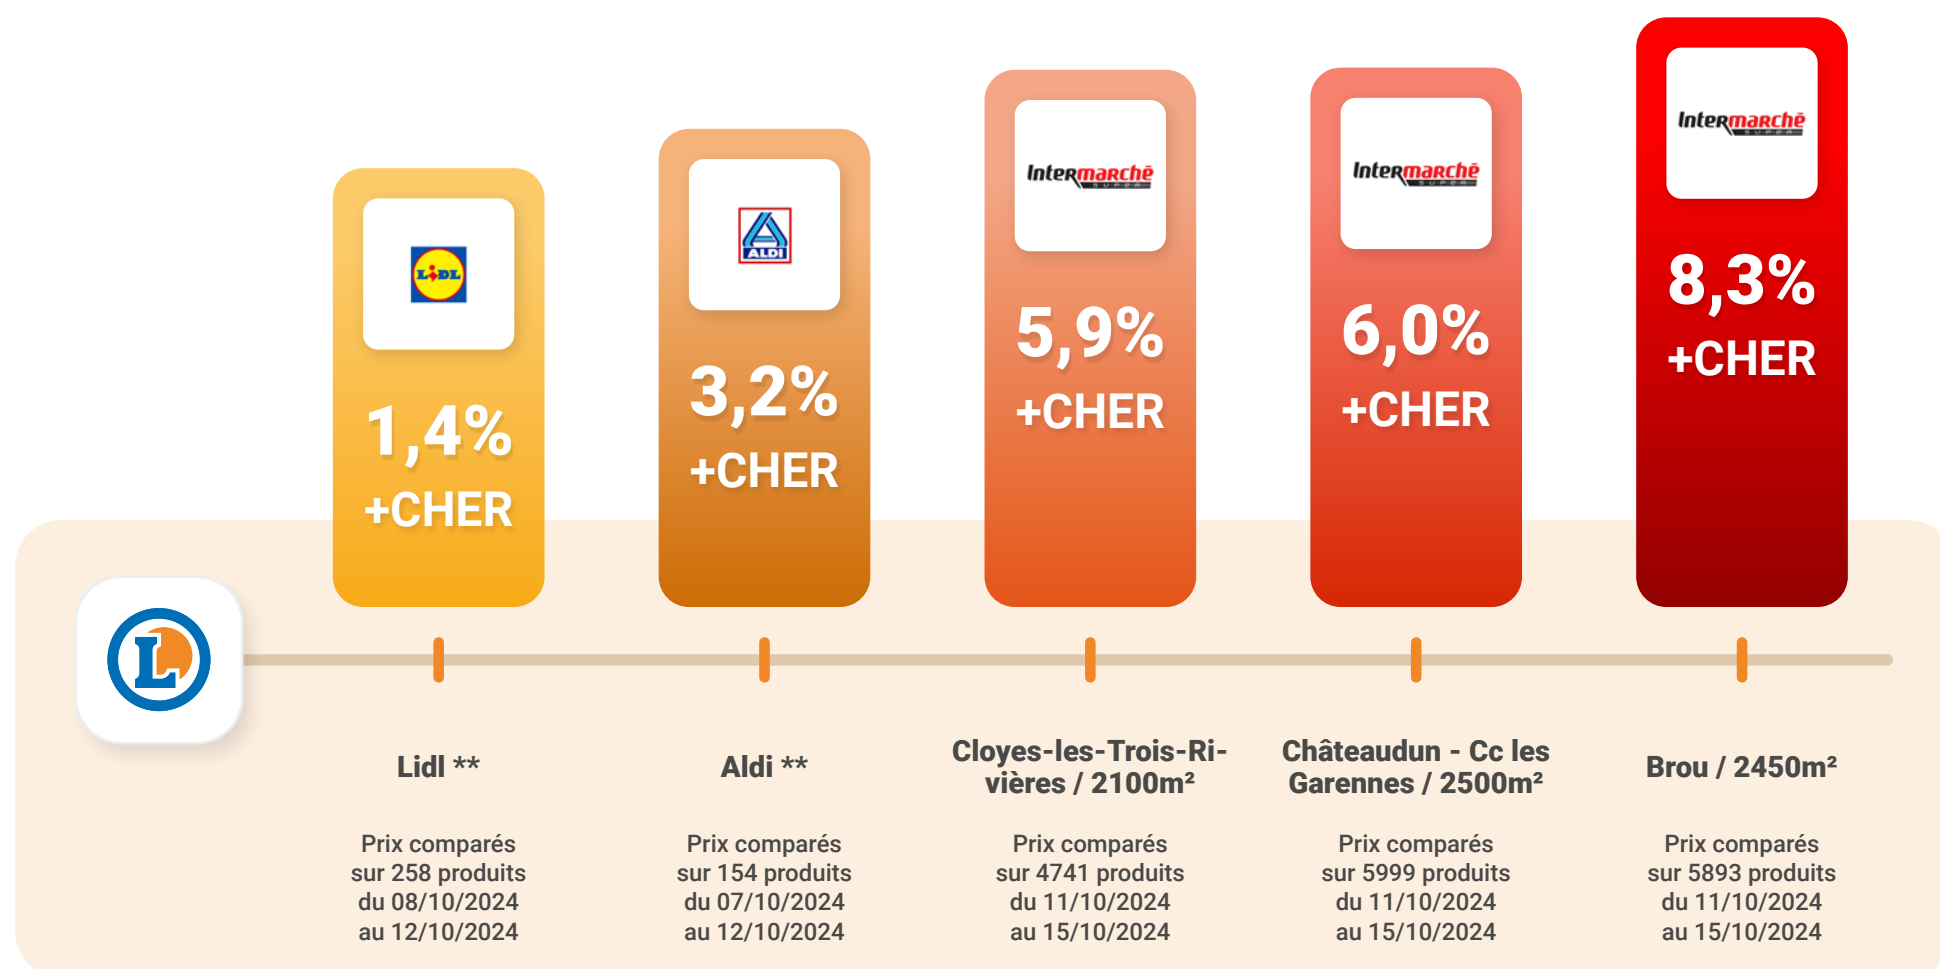 LIDL
1,4%
+CHER
ALDI
3,2%
+CHER
Intermarchē
SUPER
5,9%
+CHER
Intermarchē
SUPER
6,0%
+CHER
Intermarchē
SUPER
8,3%
+CHER
L
Lidl **
Prix comparés
sur 258 produits
du 08/10/2024
au 12/10/2024
Aldi **
Prix comparés
sur 154 produits
du 07/10/2024
au 12/10/2024
Cloyes-les-Trois-Ri-
vières / 2100m²
Prix comparés
sur 4741 produits
du 11/10/2024
au 15/10/2024
Châteaudun - Cc les
Garennes / 2500m²
Prix comparés
sur 5999 produits
du 11/10/2024
au 15/10/2024
Brou / 2450m²
Prix comparés
sur 5893 produits
du 11/10/2024
au 15/10/2024